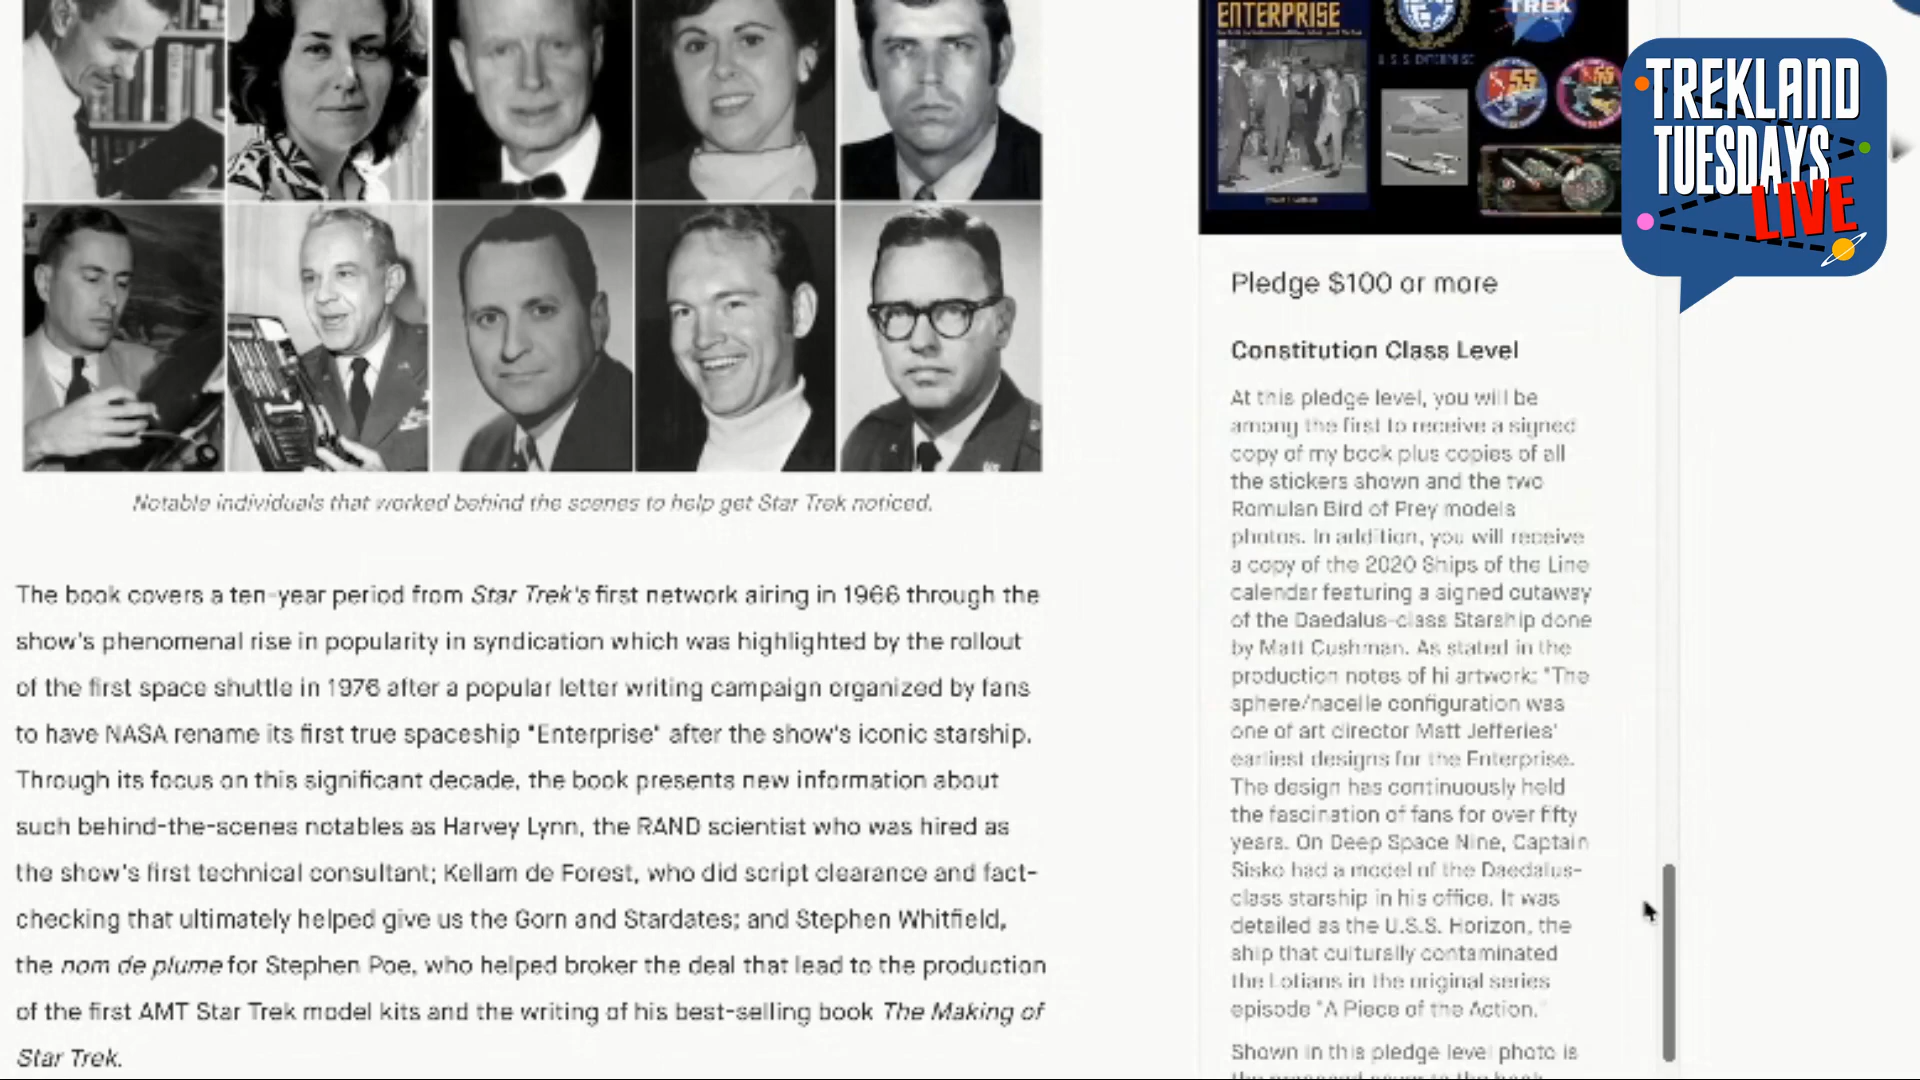 ENTERPRISE
TREK
U.S.S. ENTERPRISE
55
55
TREKLAND
TUESDAYS
LIVE
Notable individuals that worked behind the scenes to help get Star Trek noticed.
The book covers a ten-year period from Star Trek's first network airing in 1966 through the
show's phenomenal rise in popularity in syndication which was highlighted by the rollout
of the first space shuttle in 1976 after a popular letter writing campaign organized by fans
to have NASA rename its first true spaceship "Enterprise" after the show's iconic starship.
Through its focus on this significant decade, the book presents new information about
such behind-the-scenes notables as Harvey Lynn, the RAND scientist who was hired as
the show's first technical consultant; Kellam de Forest, who did script clearance and fact-
checking that ultimately helped give us the Gorn and Stardates; and Stephen Whitfield,
the nom de plume for Stephen Poe, who helped broker the deal that lead to the production
of the first AMT Star Trek model kits and the writing of his best-selling book The Making of
Star Trek.
Pledge $100 or more
Constitution Class Level
At this pledge level, you will be
among the first to receive a signed
copy of my book plus copies of all
the stickers shown and the two
Romulan Bird of Prey models
photos. In addition, you will receive
a copy of the 2020 Ships of the Line
calendar featuring a signed cutaway
of the Daedalus-class Starship done
by Matt Cushman. As stated in the
production notes of hi artwork: "The
sphere/nacelle configuration was
one of art director Matt Jefferies'
earliest designs for the Enterprise.
The design has continuously held
the fascination of fans for over fifty
years. On Deep Space Nine, Captain
Sisko had a model of the Daedalus-
class starship in his office. It was
detailed as the U.S.S. Horizon, the
ship that culturally contaminated
the Lotians in the original series
episode "A Piece of the Action."
Shown in this pledge level photo is